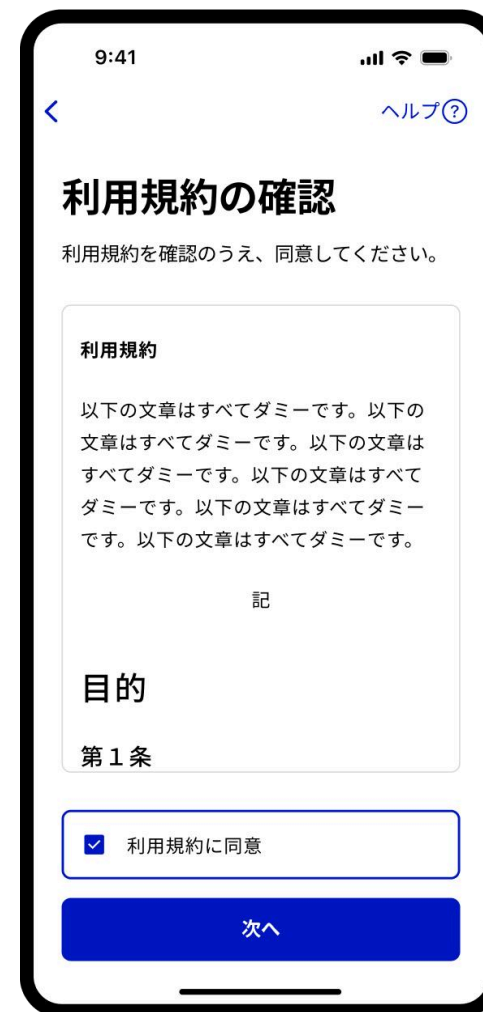 9:41
ヘルプ?
利用規約の確認
利用規約を確認のうえ、同意してください。
利用規約
以下の文章はすべてダミーです。以下の
文章はすべてダミーです。以下の文章は
すべてダミーです。以下の文章はすべて
ダミーです。以下の文章はすべてダミー
です。以下の文章はすべてダミーです。
記
目的
第１条
利用規約に同意
次へ